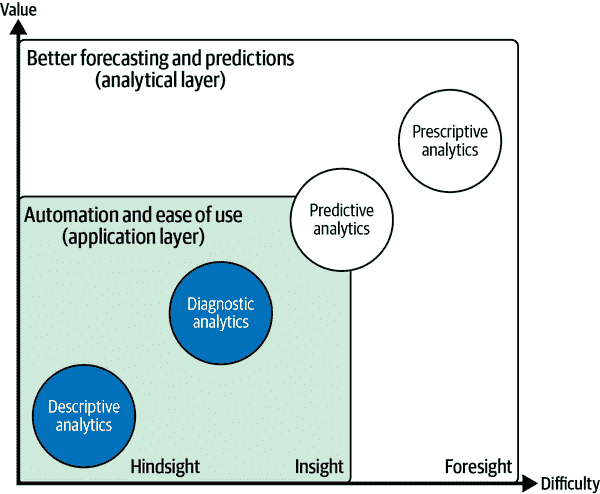 Value
Better forecasting and predictions
(analytical layer)
Prescriptive
analytics
Automation and ease of use
(application layer)
Predictive
analytics
Diagnostic
analytics
Descriptive
analytics
Hindsight
Insight
Foresight
Difficulty